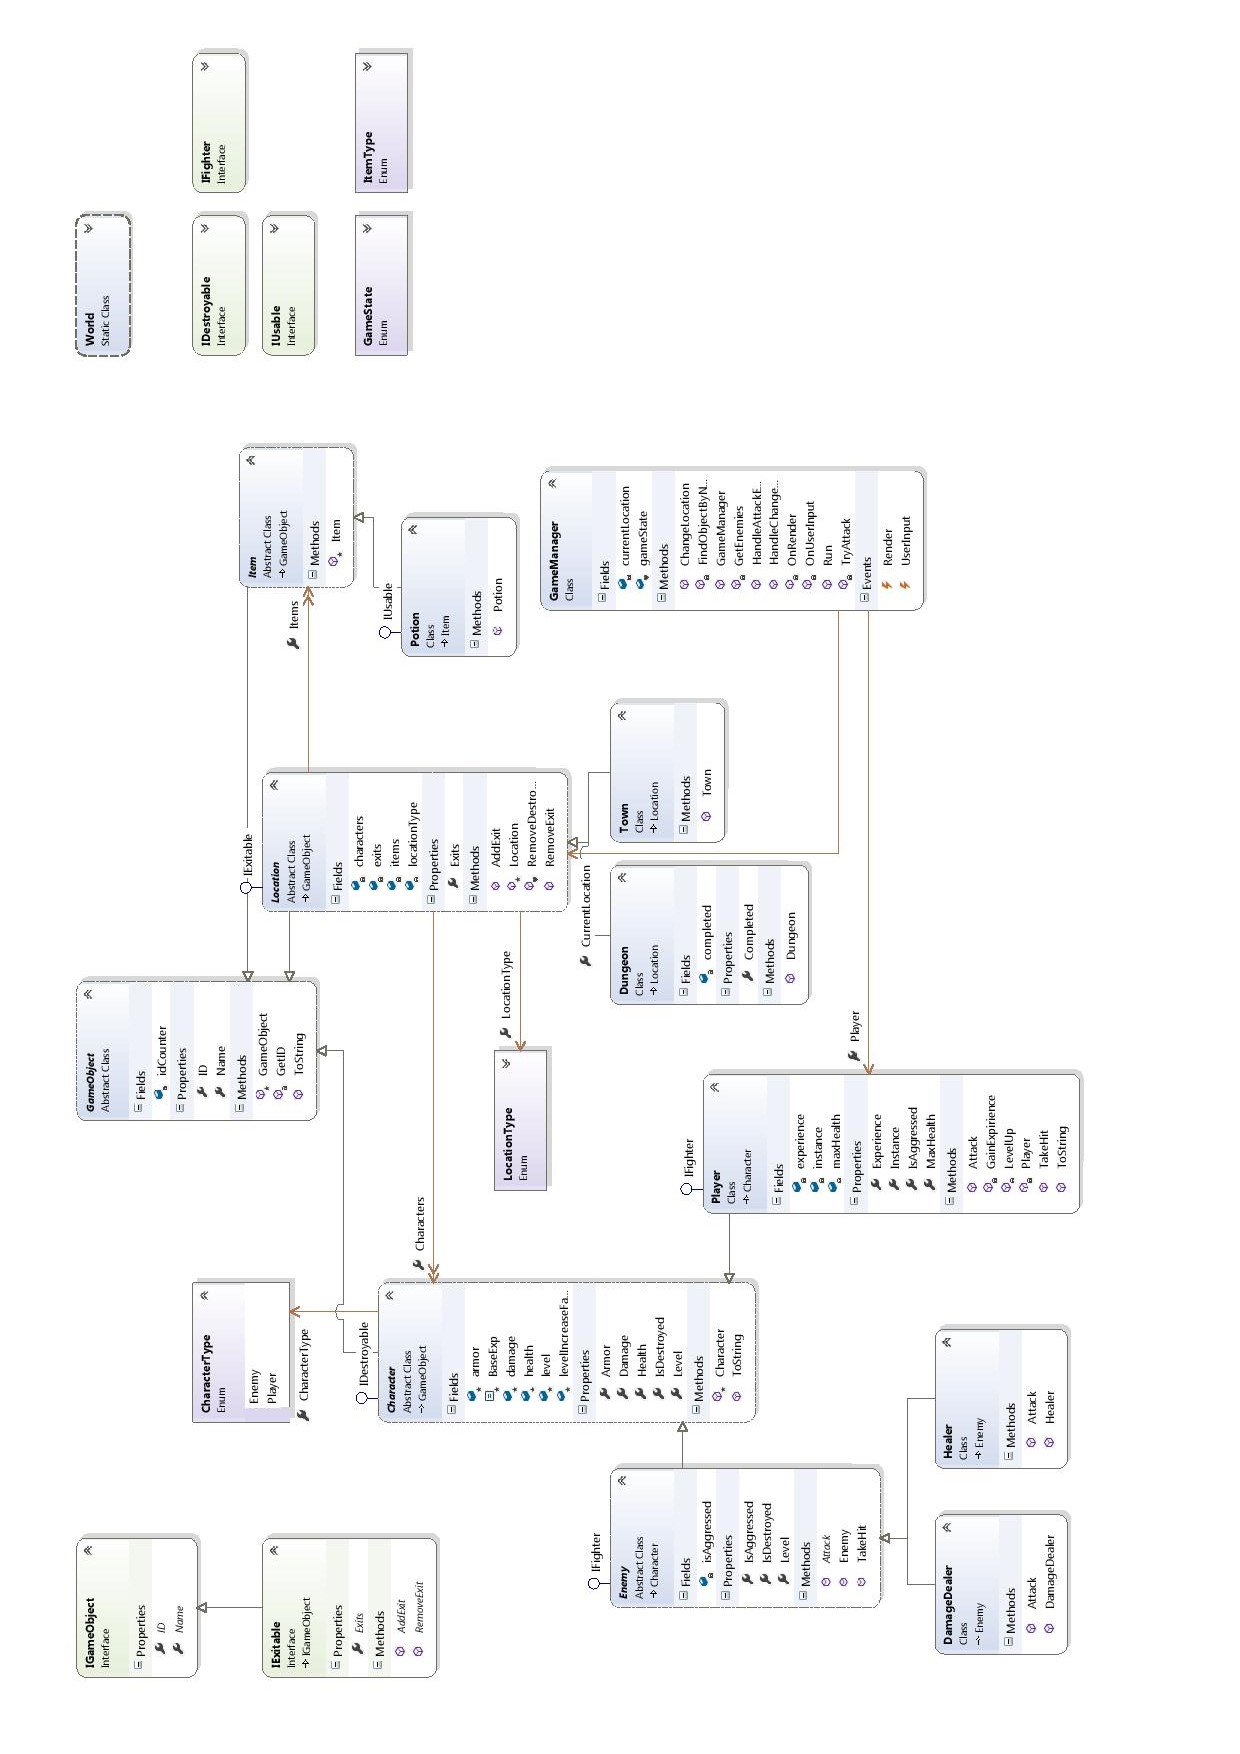 IGameObject
Interface
Properties
ID
Name
IExitable
Interface
IGameObject
Properties
Exits
Methods
AddExit
RemoveExit
CharacterType
Enum
Enemy
Player
CharacterType
GameObject
Abstract Class
Fields
idCounter
Properties
ID
Name
Methods
GameObject
GetID
ToString
IExitable
Location
Abstract Class
GameObject
Fields
characters
exits
items
locationType
Properties
Exits
Methods
AddExit
Location
RemoveDestro...
RemoveExit
Items
Item
Abstract Class
GameObject
Methods
Item
World
Static Class
IDestroyable
Interface
IFighter
Interface
IUsable
Interface
GameState
Enum
ItemType
Enum
IDestroyable
Character
Abstract Class
GameObject
Fields
armor
BaseExp
damage
health
level
levelIncreaseFa...
Properties
Armor
Damage
Health
IsDestroyed
Level
Methods
Character
ToString
Characters
LocationType
LocationType
Enum
IUsable
Potion
Class
Item
Methods
Potion
IFighter
Enemy
Abstract Class
Character
Fields
isAggressed
Properties
IsAggressed
IsDestroyed
Level
Methods
Attack
Enemy
TakeHit
CurrentLocation
Dungeon
Class
Location
Fields
completed
Properties
Completed
Methods
Dungeon
Town
Class
Location
Methods
Town
GameManager
Class
Fields
currentLocation
gameState
Methods
ChangeLocation
FindObjectByN...
GameManager
GetEnemies
HandleAttackE...
HandleChange...
OnRender
OnUserInput
Run
TryAttack
Events
Render
UserInput
IFighter
Player
Class
Character
Fields
experience
instance
maxHealth
Properties
Experience
Instance
IsAggressed
MaxHealth
Methods
Attack
GainExpirience
LevelUp
Player
TakeHit
ToString
Player
DamageDealer
Class
Enemy
Methods
Attack
DamageDealer
Healer
Class
Enemy
Methods
Attack
Healer